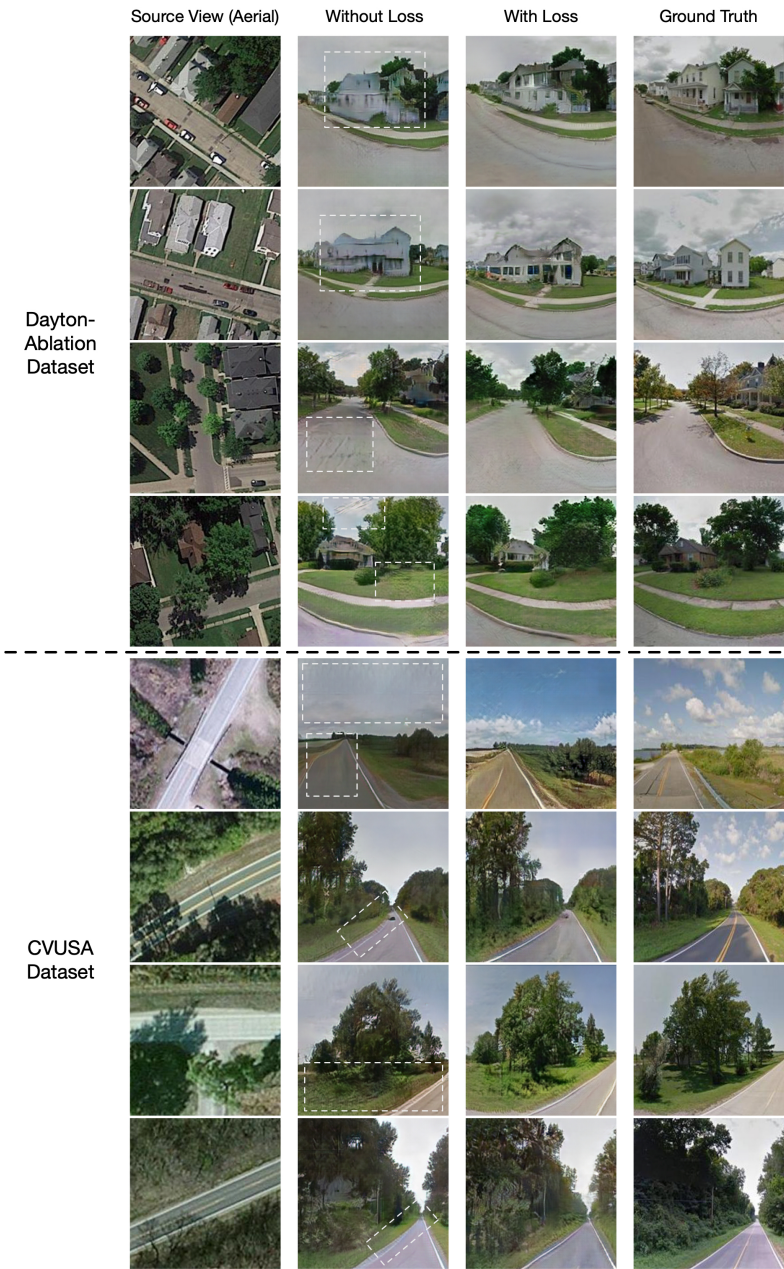 Source View (Aerial) Without Loss With Loss Ground Truth
Dayton-
Ablation
Dataset
CVUSA
Dataset